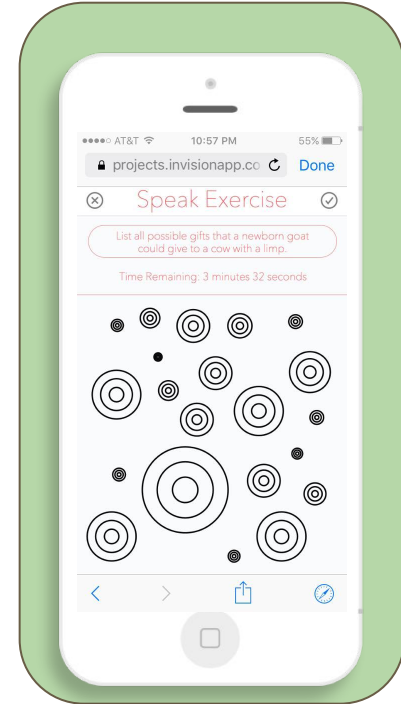 AT&T 10:57 PM 55%
projects.invisionapp.co Done
Speak Exercise
List all possible gifts that a newborn goat
could give to a cow with a limp.
Time Remaining: 3 minutes 32 seconds